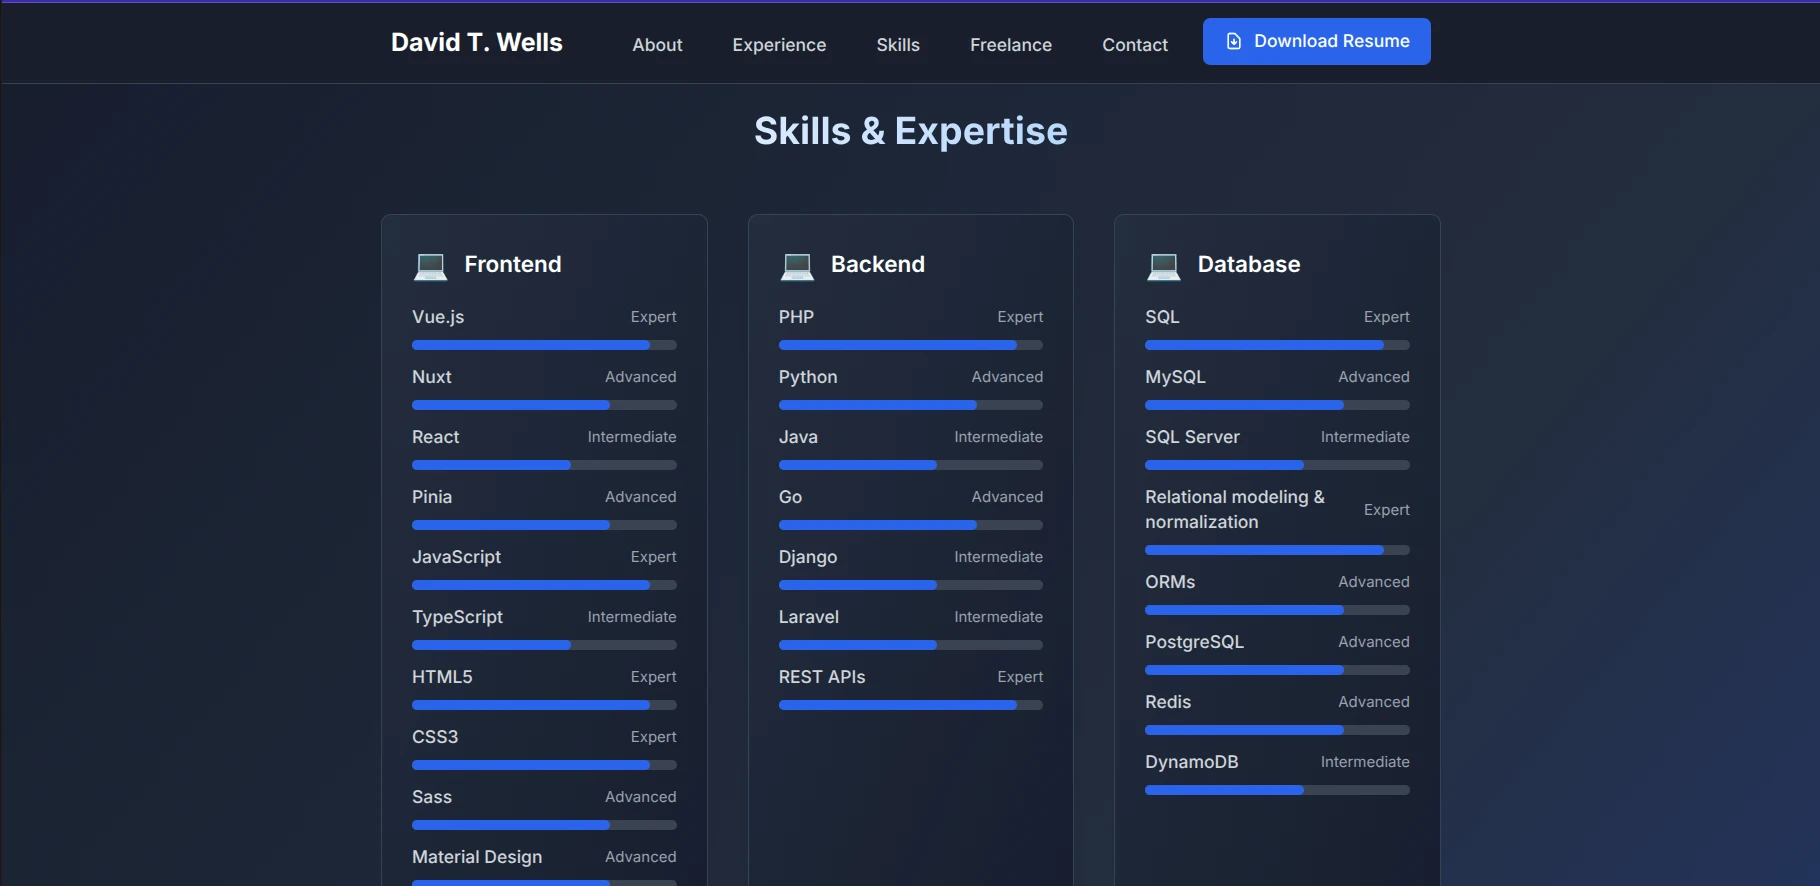 David T. Wells
About
Experience
Skills
Freelance
Contact
Download Resume
Skills & Expertise
Frontend
Vue.js Expert
Nuxt Advanced
React Intermediate
Pinia Advanced
JavaScript Expert
TypeScript Intermediate
HTML5 Expert
CSS3 Expert
Sass Advanced
Material Design Advanced
Backend
PHP Expert
Python Advanced
Java Intermediate
Go Advanced
Django Intermediate
Laravel Intermediate
REST APIs Expert
Database
SQL Expert
MySQL Advanced
SQL Server Intermediate
Relational modeling &
normalization
Expert
ORMs Advanced
PostgreSQL Advanced
Redis Advanced
DynamoDB Intermediate